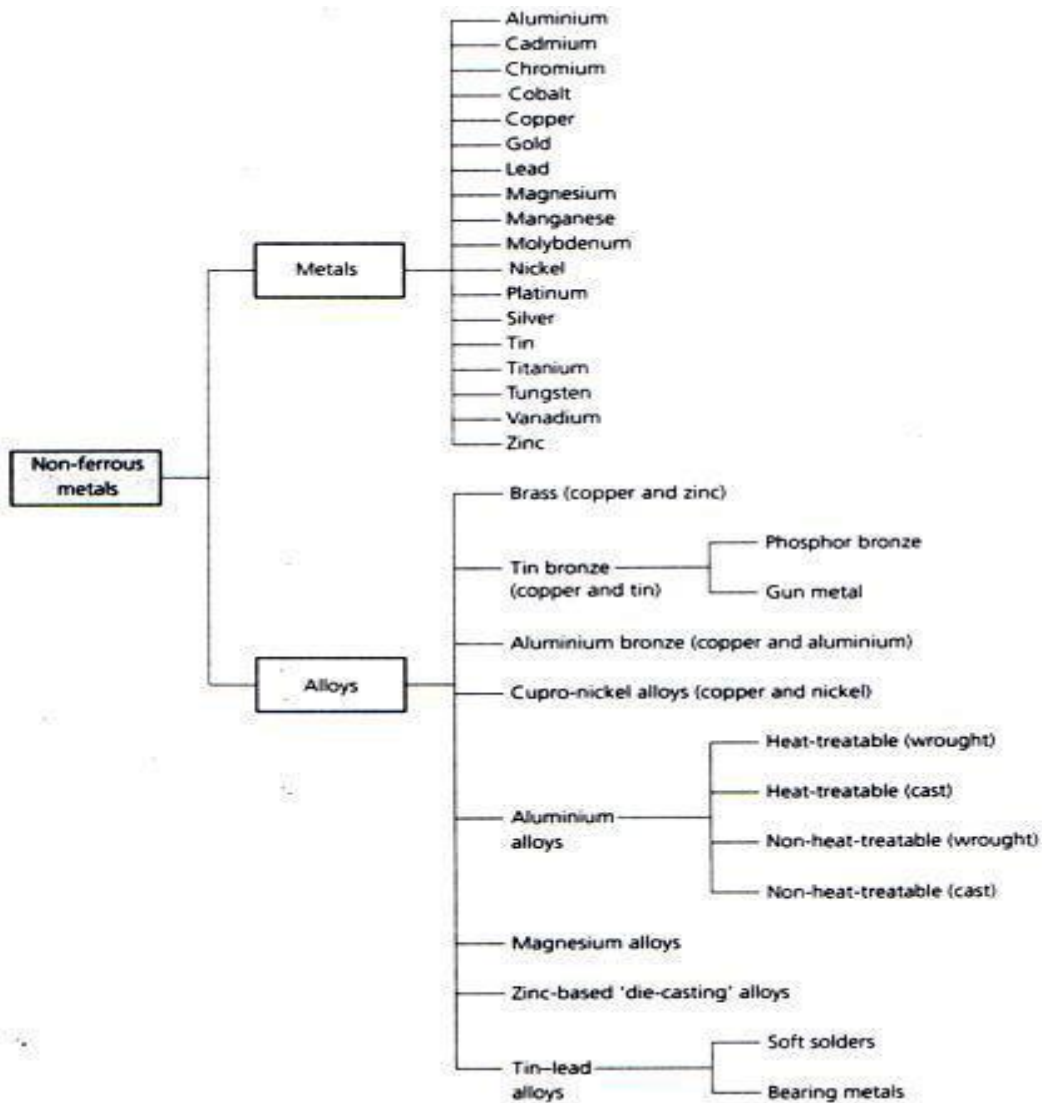 Aluminium
Cadmium
Chromium
Cobalt
Copper
Gold
Lead
Magnesium
Manganese
Molybdenum
Metals
Nickel
Platinum
Silver
Tin
Titanium
Tungsten
Vanadium
Zinc
Non-ferrous
metals
Brass (copper and zinc)
Tin bronze
(copper and tin)
Phosphor bronze
Gun metal
Aluminium bronze (copper and aluminium)
Alloys
Cupro-nickel alloys (copper and nickel)
Aluminium
alloys
Heat-treatable (wrought)
Heat-treatable (cast)
Non-heat-treatable (wrought)
Non-heat-treatable (cast)
Magnesium alloys
Zinc-based 'die-casting' alloys
Tin–lead
alloys
Soft solders
Bearing metals